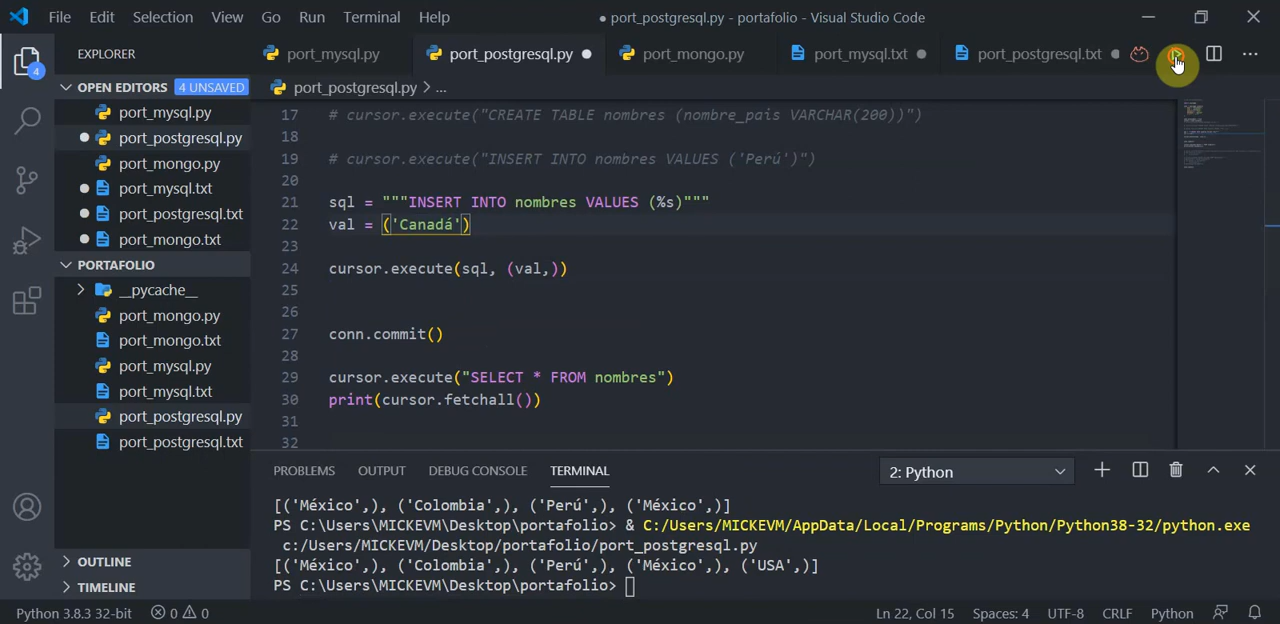 File Edit Selection View Go Run Terminal Help
● port_postgresql.py - portafolio - Visual Studio Code
EXPLORER
port_mysql.py port_postgresql.py port_mongo.py port_mysql.txt port_postgresql.txt
4
OPEN EDITORS 4 UNSAVED
port_mysql.py
port_postgresql.py
port_mongo.py
port_mysql.txt
port_postgresql.txt
port_mongo.txt
PORTAFOLIO
__pycache__
port_mongo.py
port_mongo.txt
port_mysql.py
port_mysql.txt
port_postgresql.py
port_postgresql.txt
OUTLINE
TIMELINE
port_postgresql.py > ...
17 # cursor.execute("CREATE TABLE nombres (nombre_pais VARCHAR(200))")
18
19 # cursor.execute("INSERT INTO nombres VALUES ('Perú')")
20
21 sql = """INSERT INTO nombres VALUES (%s)"""
22 val = ('Canadá')
23
24 cursor.execute(sql, (val,))
25
26
27 conn.commit()
28
29 cursor.execute("SELECT * FROM nombres")
30 print(cursor.fetchall())
31
32
PROBLEMS OUTPUT DEBUG CONSOLE TERMINAL 2: Python
[('México',), ('Colombia',), ('Perú',), ('México',)]
PS C:\Users\MICKEVM\Desktop\portafolio> & C:/Users/MICKEVM/AppData/Local/Programs/Python/Python38-32/python.exe
c:/Users/MICKEVM/Desktop/portafolio/port_postgresql.py
[('México',), ('Colombia',), ('Perú',), ('México',), ('USA',)]
PS C:\Users\MICKEVM\Desktop\portafolio>
Python 3.8.3 32-bit 0 0 Ln 22, Col 15 Spaces: 4 UTF-8 CRLF Python